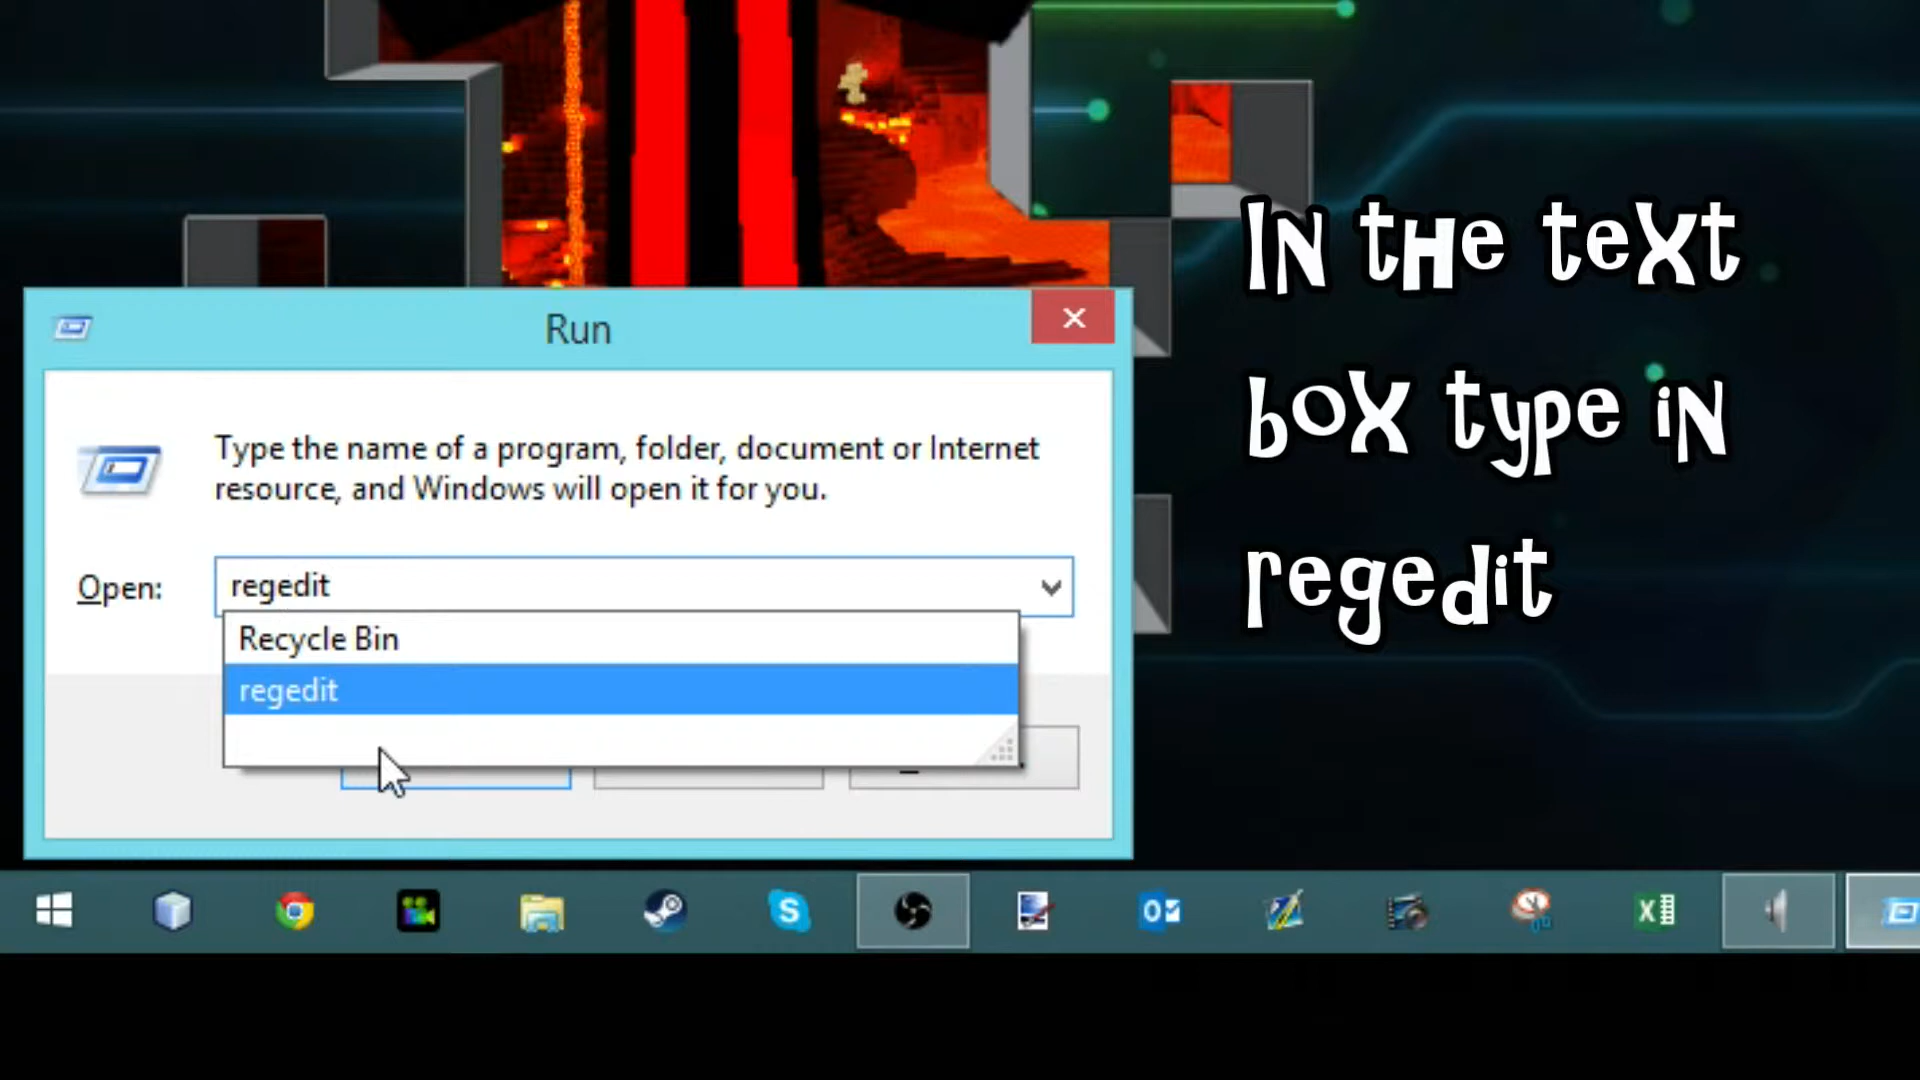 Run
Type the name of a program, folder, document or Internet
resource, and Windows will open it for you.
Open:
regedit
Recycle Bin
regedit
In the text
box type in
regedit